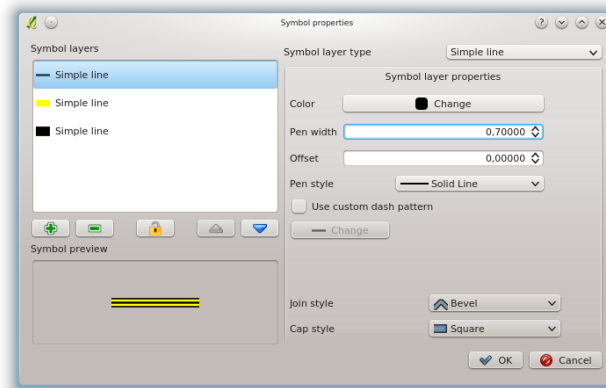 Symbol properties
Symbol layers
Simple line
Simple line
Simple line
Symbol preview
Symbol layer type
Simple line
Symbol layer properties
Color
Change
Pen width
0,70000
Offset
0,00000
Pen style
Solid Line
Use custom dash pattern
Change
Join style
Bevel
Cap style
Square
OK
Cancel